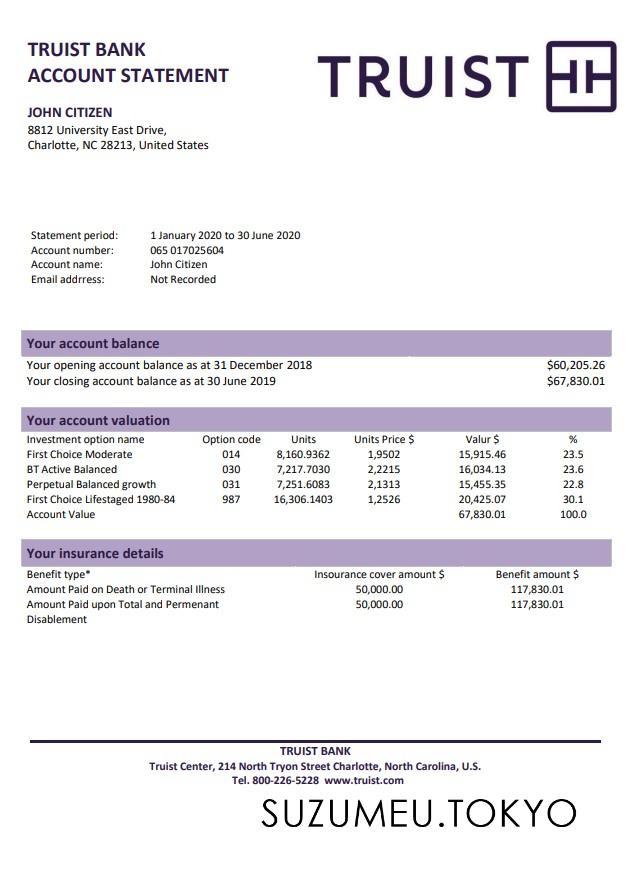 TRUIST BANK
ACCOUNT STATEMENT
TRUIST
JOHN CITIZEN
8812 University East Drive,
Charlotte, NC 28213, United States
Statement period: 1 January 2020 to 30 June 2020
Account number: 065 017025604
Account name: John Citizen
Email addrress: Not Recorded
Your account balance
Your opening account balance as at 31 December 2018 $60,205.26
Your closing account balance as at 30 June 2019 $67,830.01
Your account valuation
Investment option name Option code Units Units Price $ Valur $ %
First Choice Moderate 014 8,160.9362 1,9502 15,915.46 23.5
BT Active Balanced 030 7,217.7030 2,2215 16,034.13 23.6
Perpetual Balanced growth 031 7,251.6083 2,1313 15,455.35 22.8
First Choice Lifestaged 1980-84 987 16,306.1403 1,2526 20,425.07 30.1
Account Value 67,830.01 100.0
Your insurance details
Benefit type* Insourance cover amount $ Benefit amount $
Amount Paid on Death or Terminal Illness 50,000.00 117,830.01
Amount Paid upon Total and Permenant 50,000.00 117,830.01
Disablement
TRUIST BANK
Truist Center, 214 North Tryon Street Charlotte, North Carolina, U.S.
Tel. 800-226-5228 www.truist.com
SUZUMEU.TOKYO